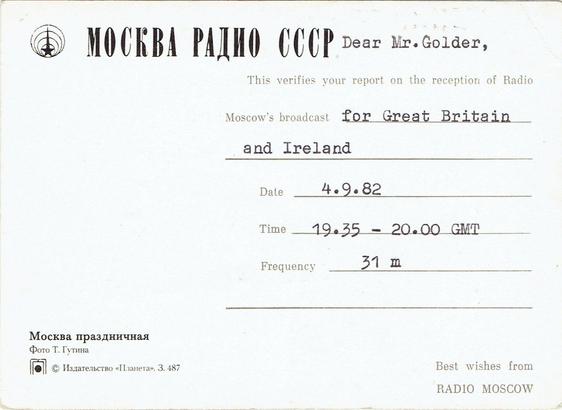 МОСКВА РАДИО СССР Dear Mr.Golder,
This verifies your report on the reception of Radio
Moscow's broadcast for Great Britain
and Ireland
Date 4.9.82
Time 19.35 - 20.00 GMT
Frequency 31 m
Москва праздничная
Фото Т. Гутина
© Издательство «Планета». З. 487
Best wishes from
RADIO MOSCOW